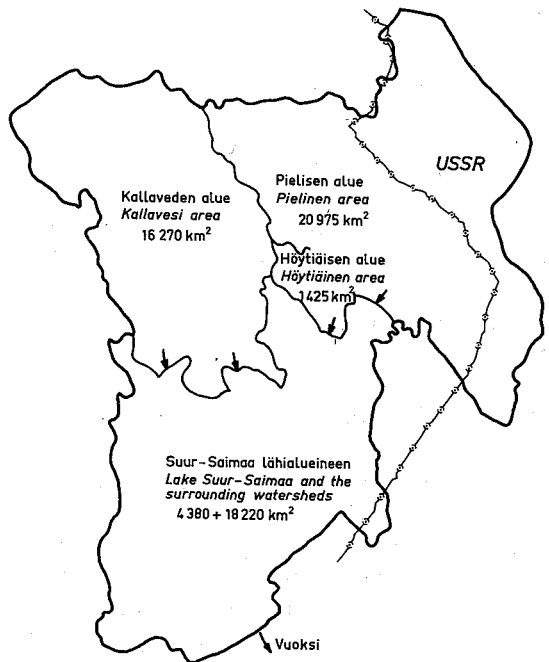 USSR
Pielisen alue
Pielinen area
20 975 km²
Kallaveden alue
Kallavesi area
16 270 km²
Höytiäisen alue
Höytiäinen area
1 425 km²
Suur-Saimaa lähialueineen
Lake Suur-Saimaa and the
surrounding watersheds
4 380 + 18 220 km²
Vuoksi